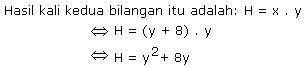 Hasil kali kedua bilangan itu adalah: H = x . y
⇔ H = (y + 8) . y
⇔ H = y²+ 8y